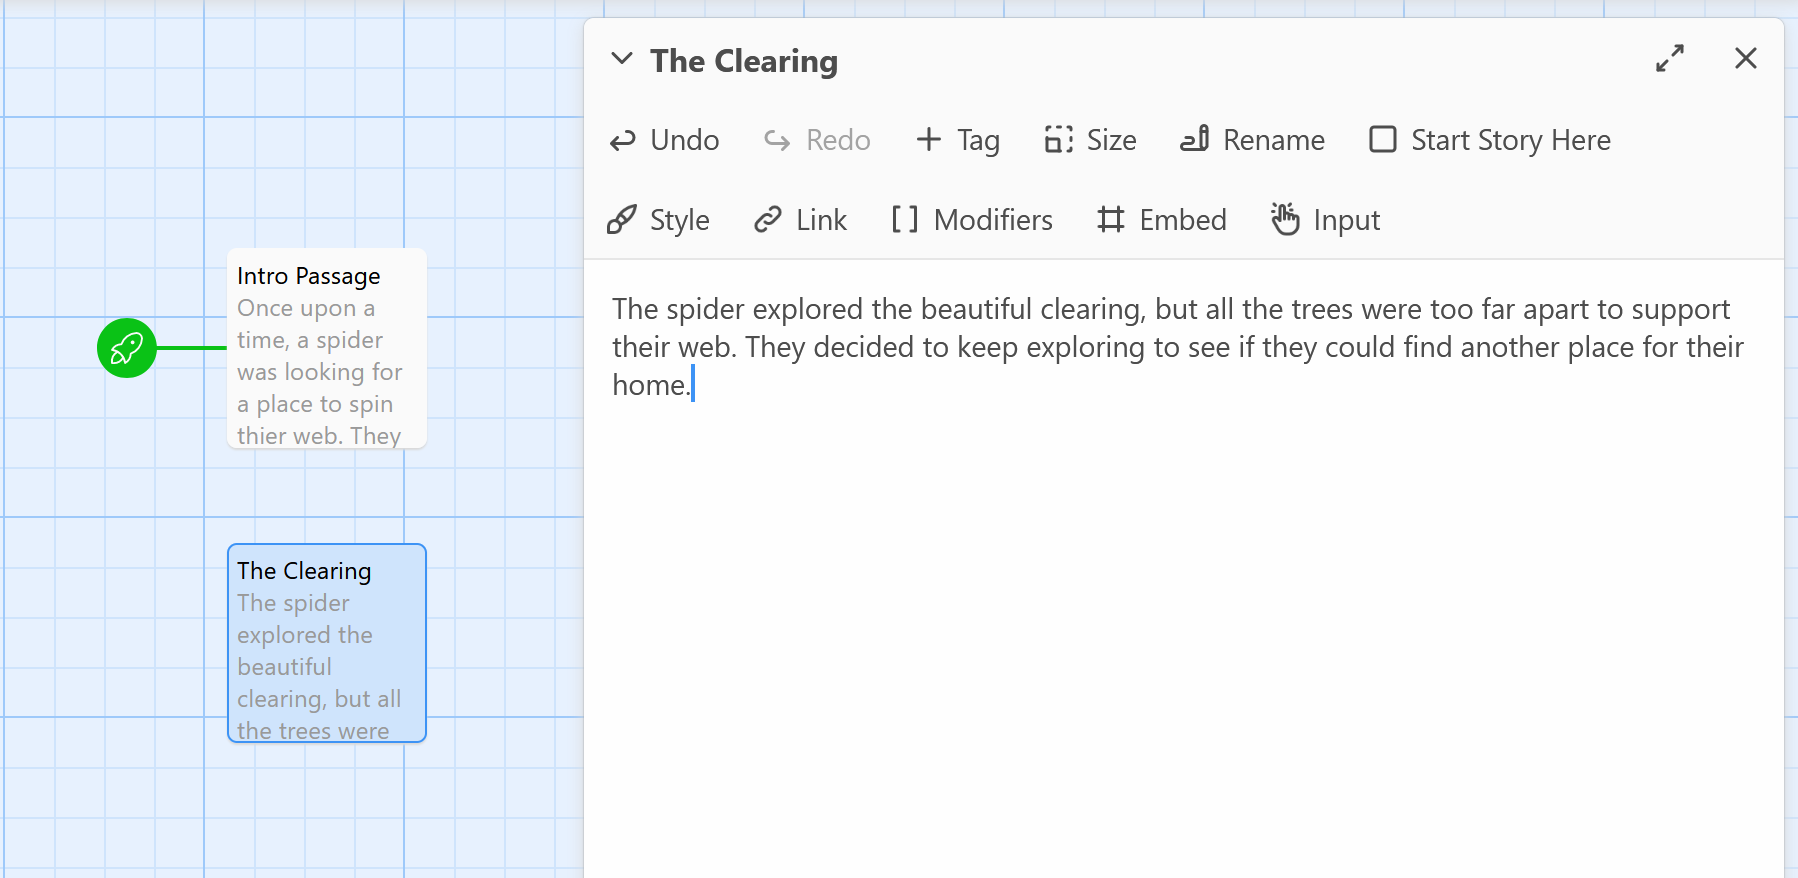 The Clearing
Undo Redo Tag Size Rename Start Story Here
Style Link Modifiers Embed Input
The spider explored the beautiful clearing, but all the trees were too far apart to support
their web. They decided to keep exploring to see if they could find another place for their
home.
Intro Passage
Once upon a
time, a spider
was looking for
a place to spin
thier web. They
The Clearing
The spider
explored the
beautiful
clearing, but all
the trees were